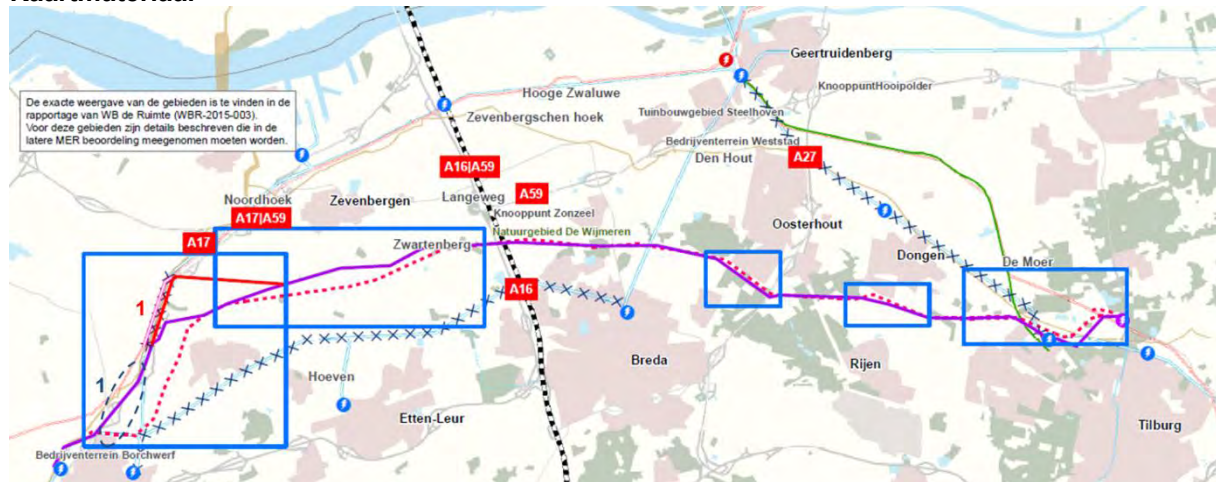 Geertruidenberg
KnooppuntHooipolder
De exacte weergave van de gebieden is te vinden in de
rapportage van WB de Ruimte (WBR-2015-003).
Voor deze gebieden zijn details beschreven die in de
latere MER beoordeling meegenomen moeten worden.
Hooge Zwaluwe
Zevenbergschen hoek
Tuinbouwgebied Steelhoven
Bedrijventerrein Weststad
Den Hout
A27
A16|A59
Noordhoek
Zevenbergen
Langeweg
A59
Knooppunt Zonzeel
A17|A59
Natuurgebied De Wijmeren
Oosterhout
A17
Zwartenberg
Dongen
De Moer
A16
1
1
Breda
Rijen
Hoeven
Etten-Leur
Tilburg
Bedrijventerrein Borchwerf